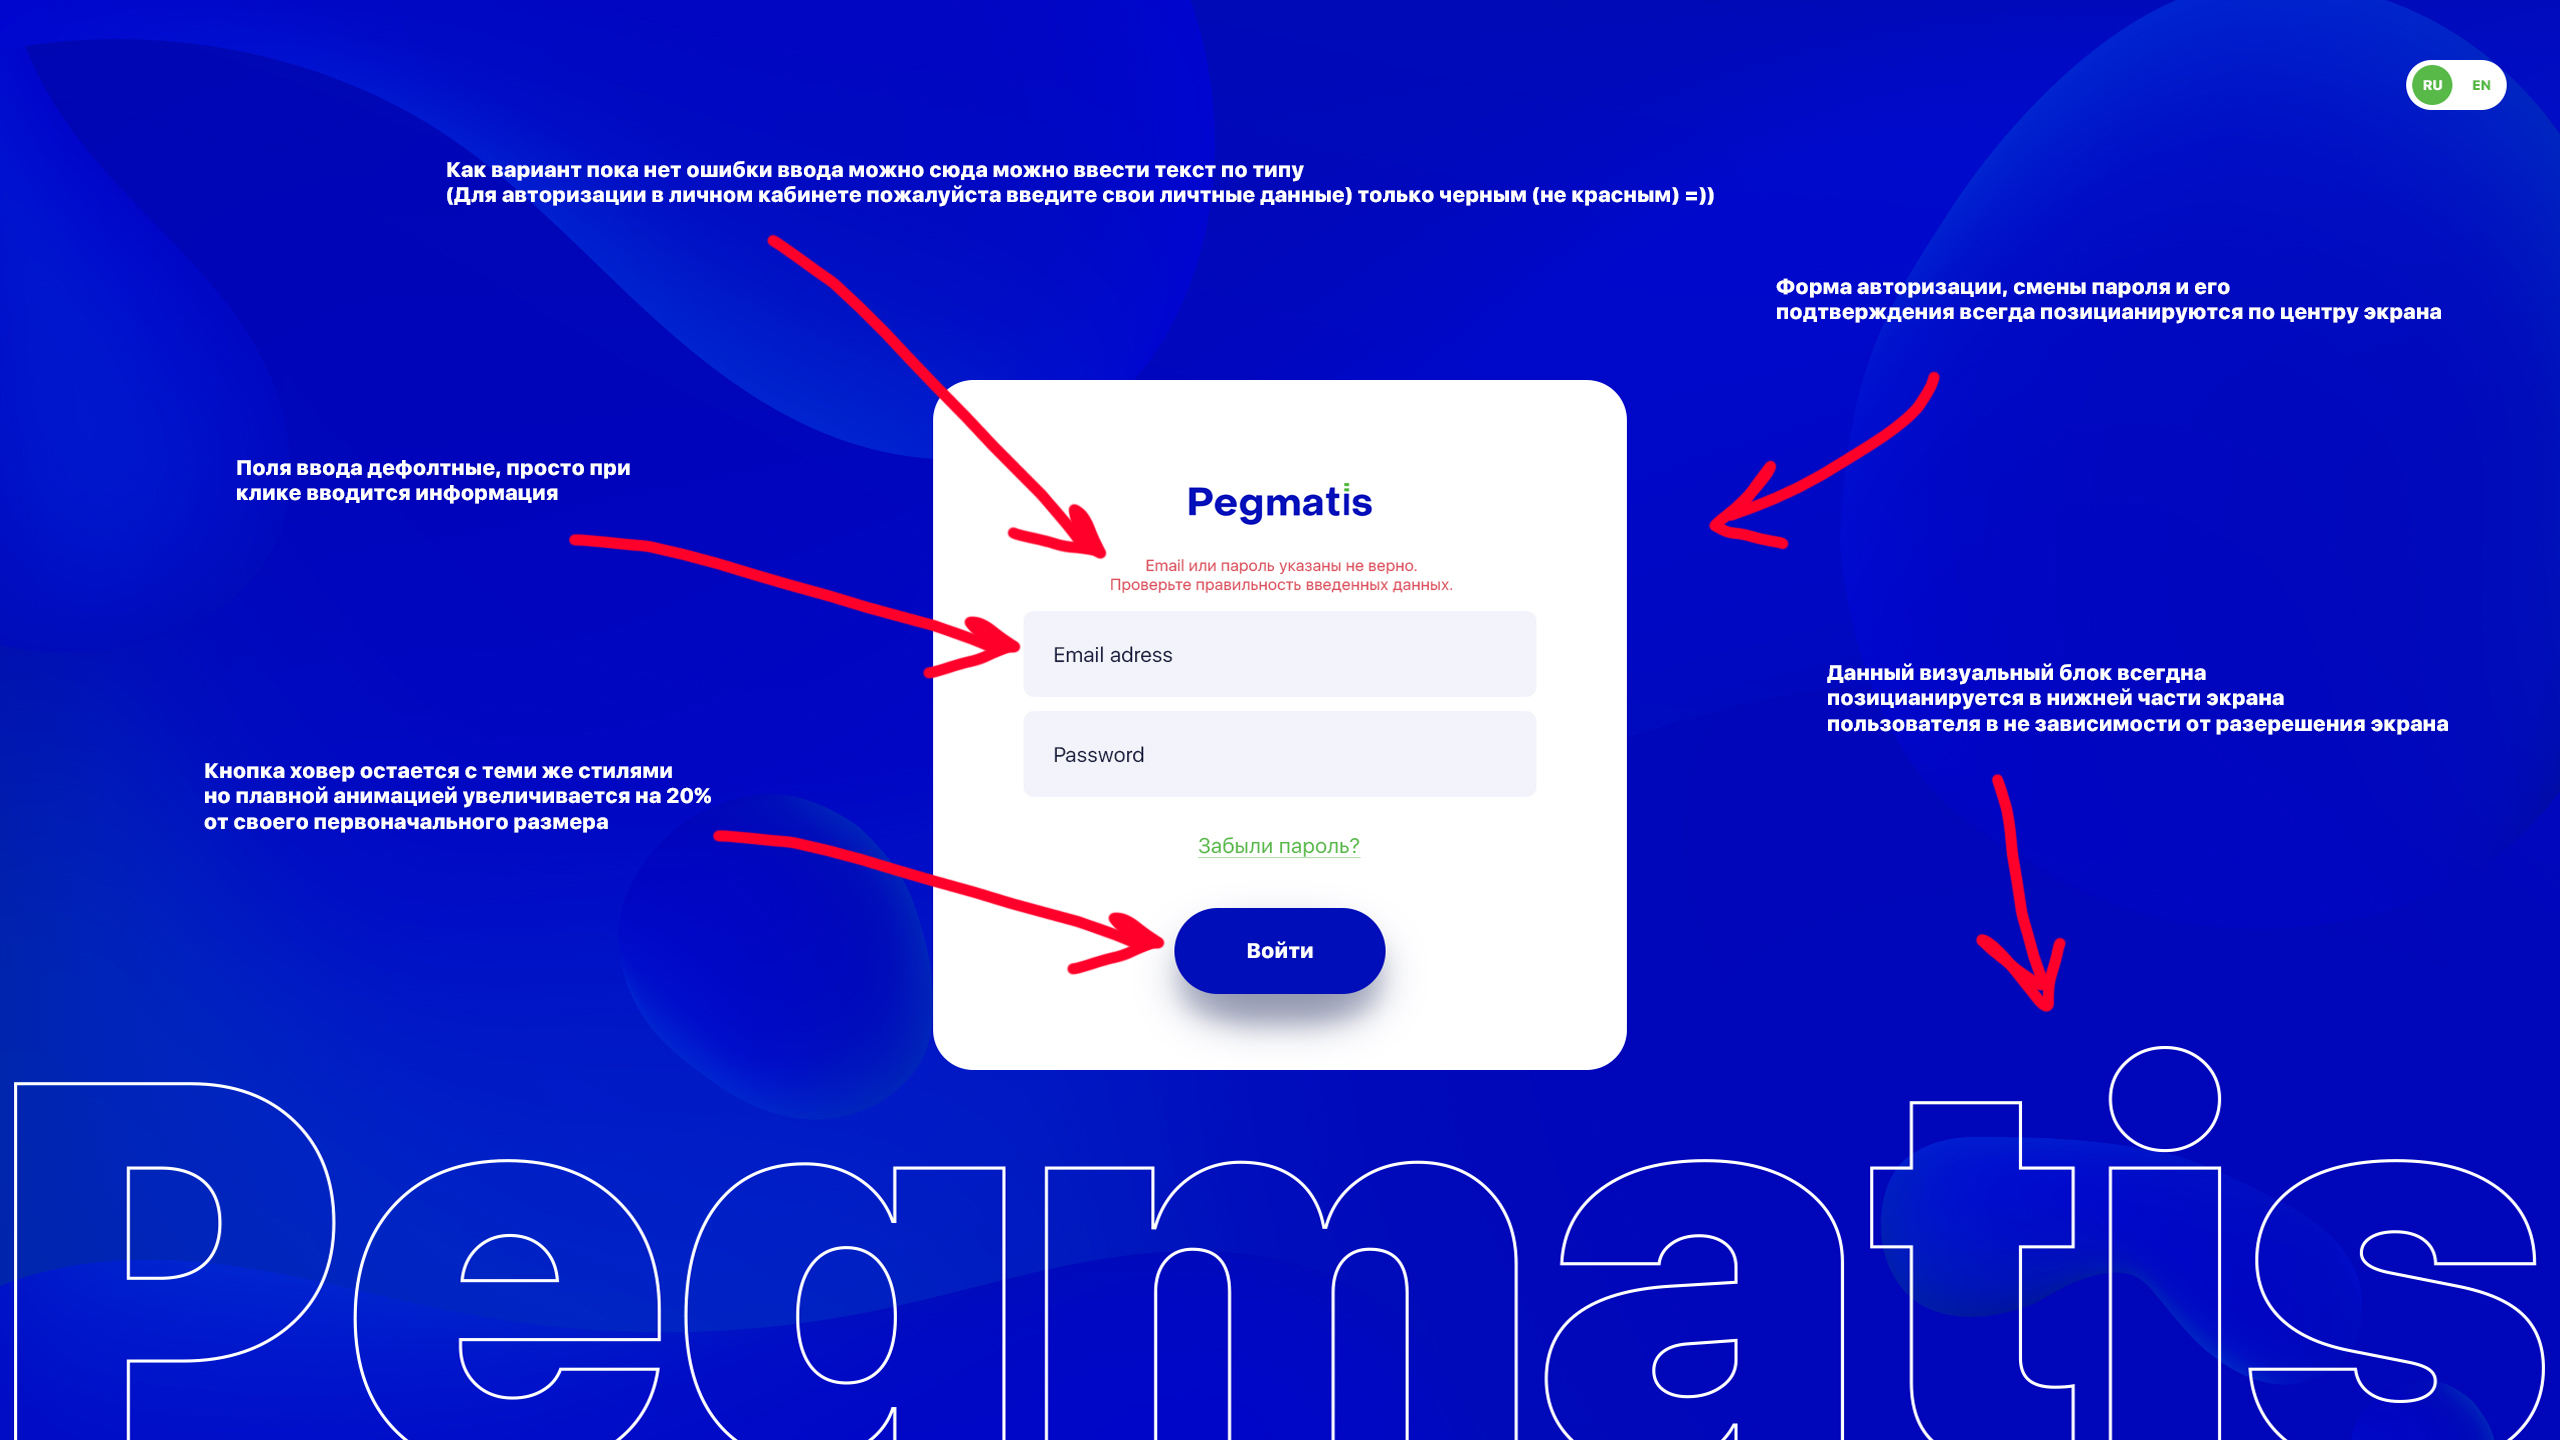 RU EN
Как вариант пока нет ошибки ввода можно сюда можно ввести текст по типу
(Для авторизации в личном кабинете пожалуйста введите свои личтные данные) только черным (не красным) =))
Форма авторизации, смены пароля и его
подтверждения всегда позицианируются по центру экрана
Поля ввода дефолтные, просто при
клике вводится информация
Pegmatis
Email или пароль указаны не верно.
Проверьте правильность введенных данных.
Email adress
Password
Забыли пароль?
Войти
Данный визуальный блок всегдна
позицианируется в нижней части экрана
пользователя в не зависимости от разерешения экрана
Кнопка ховер остается с теми же стилями
но плавной анимацией увеличивается на 20%
от своего первоначального размера
Pegmatis